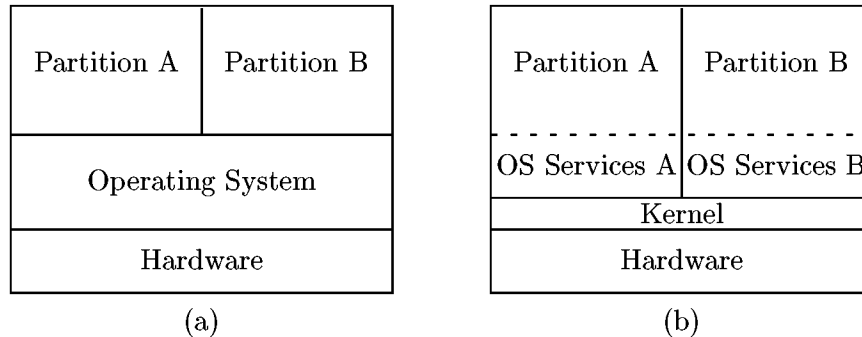 Partition A Partition B Partition A Partition B
Operating System OS Services A OS Services B
Kernel
Hardware Hardware
(a) (b)